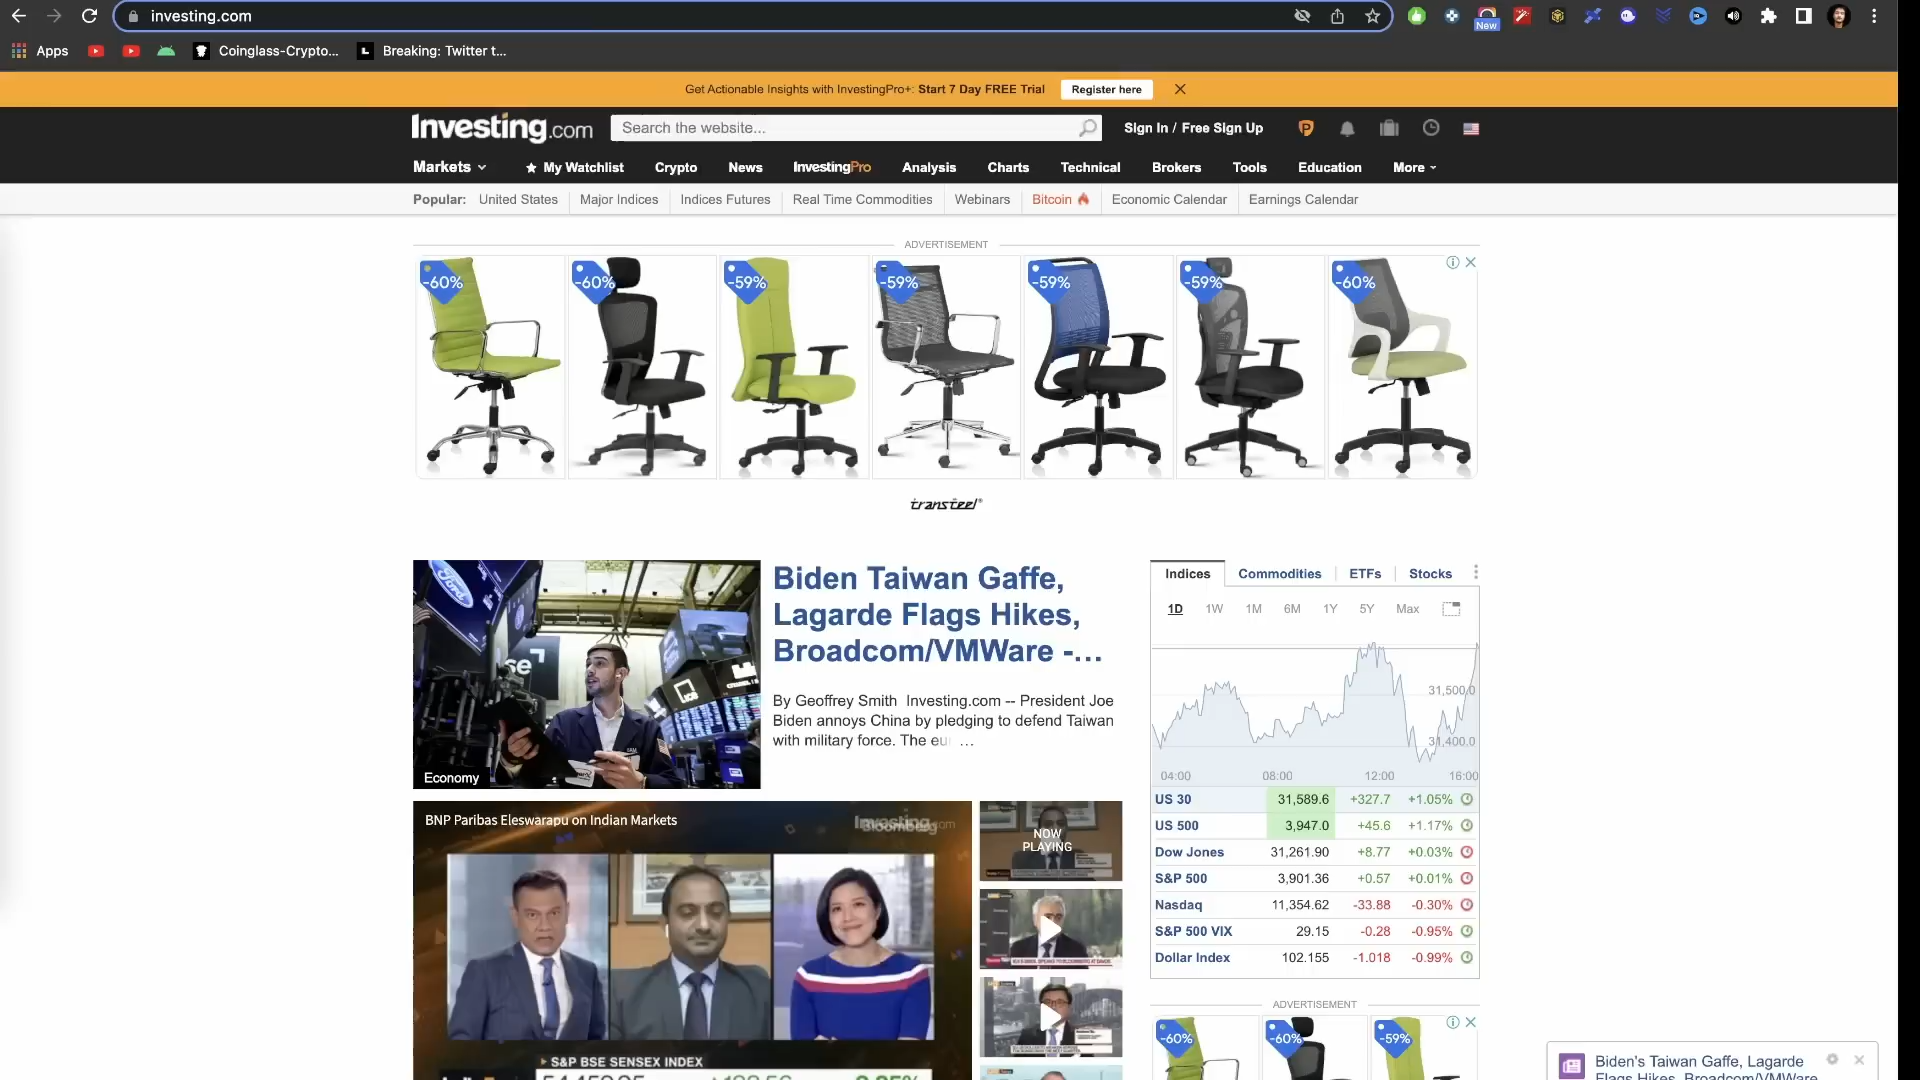 investing.com
New
Apps
Coinglass-Crypto...
Breaking: Twitter t...
Get Actionable Insights with InvestingPro+: Start 7 Day FREE Trial
Register here
Investing.com
Search the website...
Sign In / Free Sign Up
Markets
My Watchlist
Crypto
News
InvestingPro
Analysis
Charts
Technical
Brokers
Tools
Education
More
Popular:
United States
Major Indices
Indices Futures
Real Time Commodities
Webinars
Bitcoin
Economic Calendar
Earnings Calendar
ADVERTISEMENT
-60%
-60%
-59%
-59%
-59%
-59%
-60%
transteel
Ford
Economy
Biden Taiwan Gaffe,
Lagarde Flags Hikes,
Broadcom/VMWare -...
By Geoffrey Smith Investing.com -- President Joe
Biden annoys China by pledging to defend Taiwan
with military force. The eu ...
Indices Commodities ETFs Stocks
1D 1W 1M 6M 1Y 5Y Max
31,500.0
31,400.0
04:00 08:00 12:00 16:00
US 30 31,589.6 +327.7 +1.05%
US 500 3,947.0 +45.6 +1.17%
Dow Jones 31,261.90 +8.77 +0.03%
S&P 500 3,901.36 +0.57 +0.01%
Nasdaq 11,354.62 -33.88 -0.30%
S&P 500 VIX 29.15 -0.28 -0.95%
Dollar Index 102.155 -1.018 -0.99%
BNP Paribas Eleswarapu on Indian Markets
Investing.com
Bloomberg
NOW
PLAYING
S&P BSE SENSEX INDEX
ADVERTISEMENT
-60%
-60%
-59%
Biden's Taiwan Gaffe, Lagarde
Flags Hikes, Broadcom/VMWare